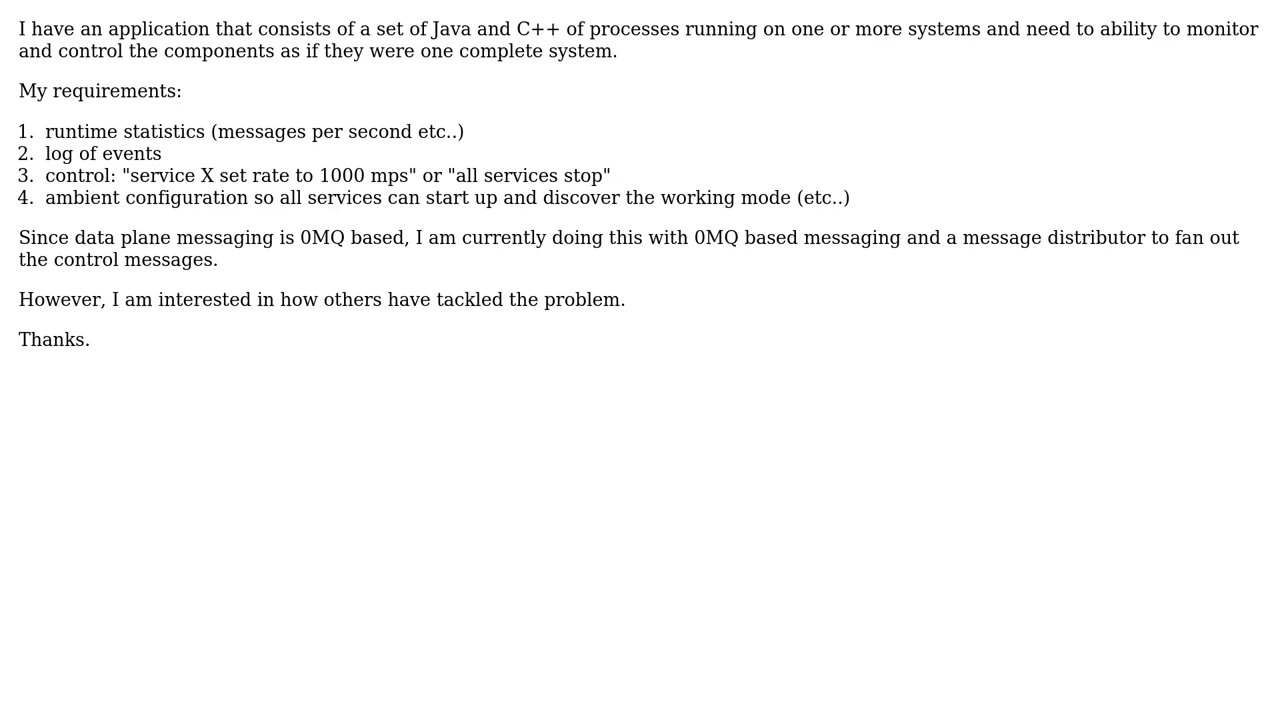 I have an application that consists of a set of Java and C++ of processes running on one or more systems and need to ability to monitor
and control the components as if they were one complete system.
My requirements:
1. runtime statistics (messages per second etc..)
2. log of events
3. control: "service X set rate to 1000 mps" or "all services stop"
4. ambient configuration so all services can start up and discover the working mode (etc..)
Since data plane messaging is 0MQ based, I am currently doing this with 0MQ based messaging and a message distributor to fan out
the control messages.
However, I am interested in how others have tackled the problem.
Thanks.